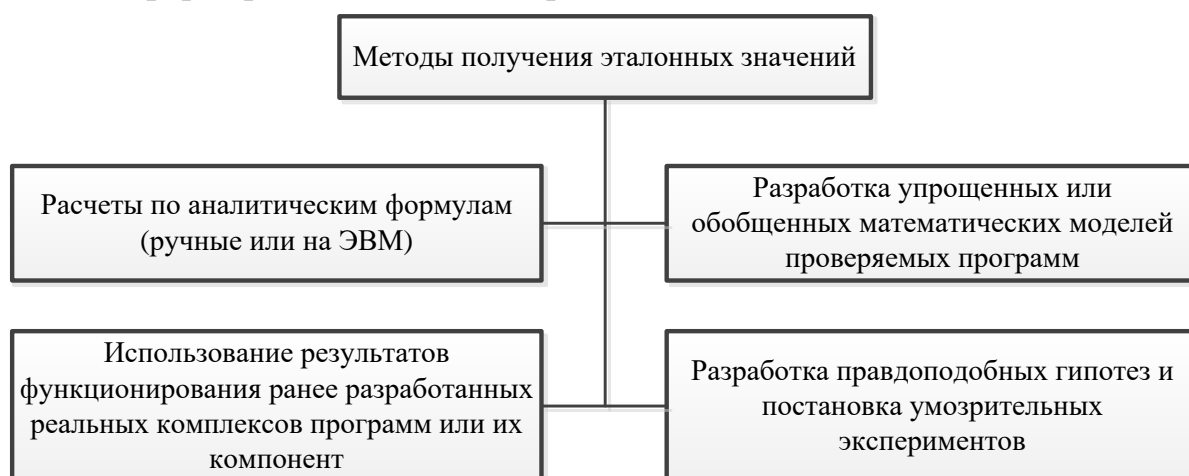 Методы получения эталонных значений
Расчеты по аналитическим формулам
(ручные или на ЭВМ)
Разработка упрощенных или
обобщенных математических моделей
проверяемых программ
Использование результатов
функционирования ранее разработанных
реальных комплексов программ или их
компонент
Разработка правдоподобных гипотез и
постановка умозрительных
экспериментов